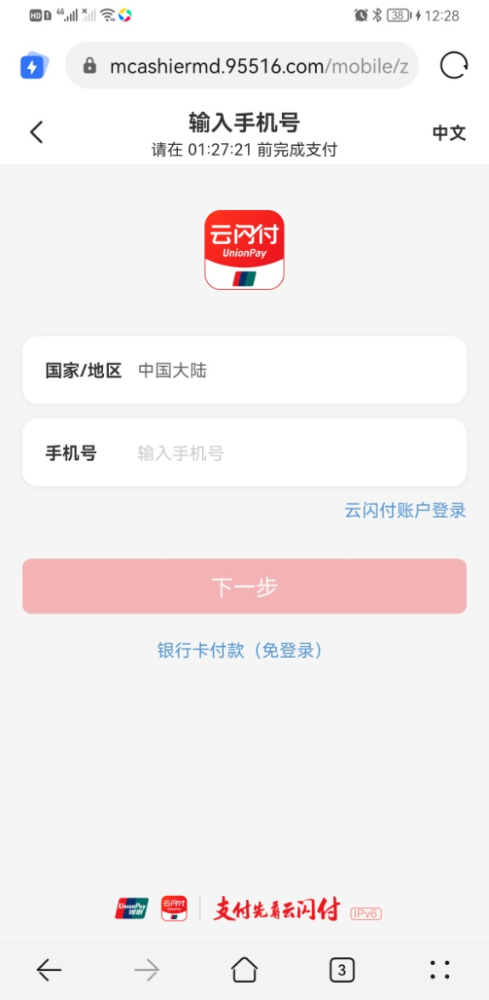 HD 1 4G 38 12:28
mcashiermd.95516.com/mobile/z
输入手机号
中文
请在 01:27:21 前完成支付
云闪付
UnionPay
国家/地区 中国大陆
手机号 输入手机号
云闪付账户登录
下一步
银行卡付款（免登录）
UnionPay 银联 云闪付 支付先看云闪付 IPv6
3